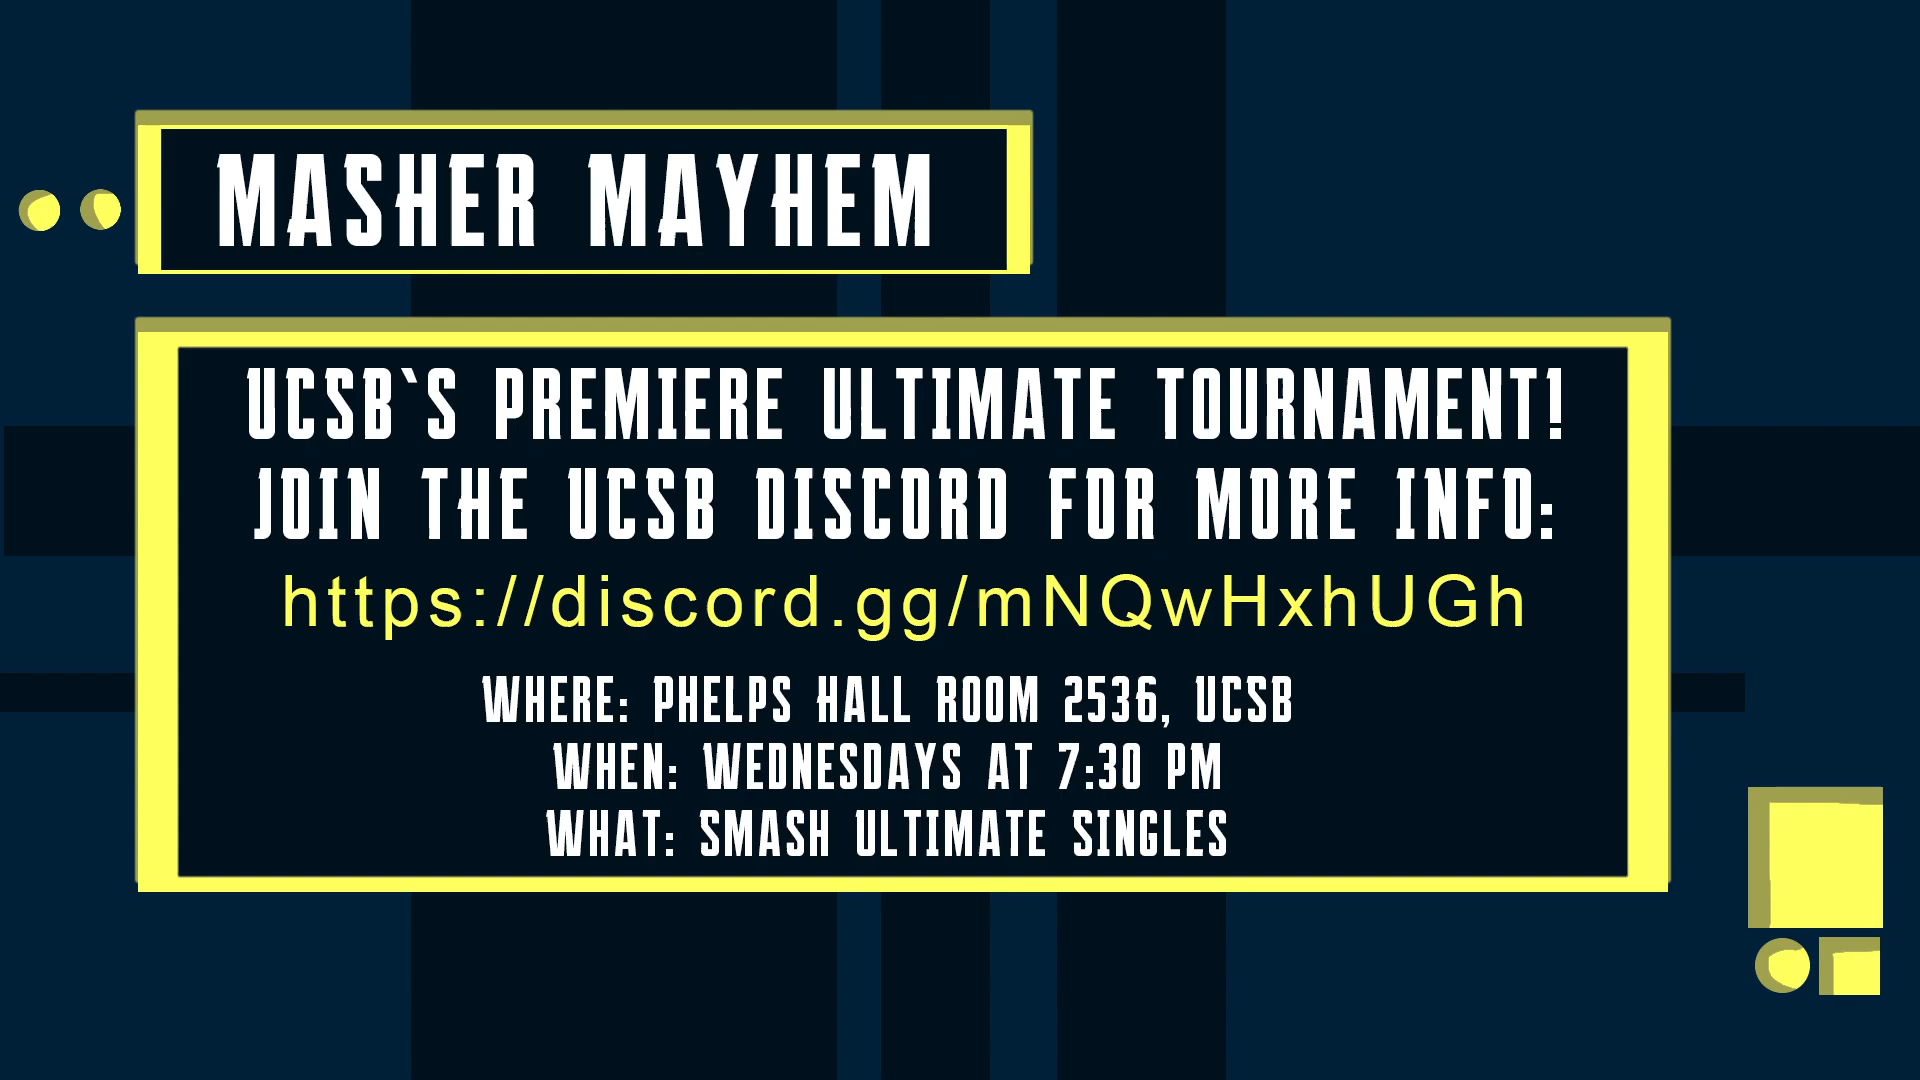 MASHER MAYHEM
UCSB`S PREMIERE ULTIMATE TOURNAMENT!
JOIN THE UCSB DISCORD FOR MORE INFO:
https://discord.gg/mNQwHxhUGh
WHERE: PHELPS HALL ROOM 2536, UCSB
WHEN: WEDNESDAYS AT 7:30 PM
WHAT: SMASH ULTIMATE SINGLES